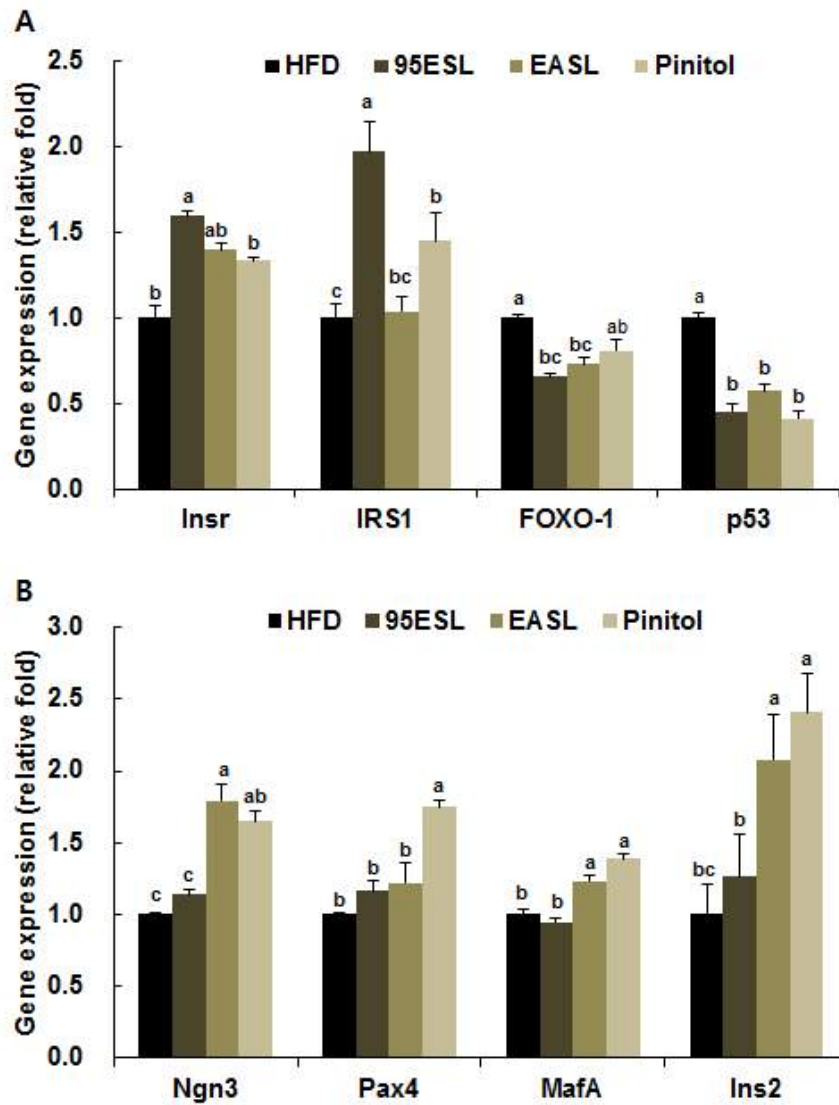 A
HFD 95ESL EASL Pinitol
Gene expression (relative fold)
2.5
2.0
1.5
1.0
0.5
0.0
a
ab
b
b
a
b
bc
c
a
bc
bc
ab
a
b
b
b
Insr IRS1 FOXO-1 p53
B
HFD 95ESL EASL Pinitol
Gene expression (relative fold)
3.0
2.5
2.0
1.5
1.0
0.5
0.0
c
c
a
ab
b
b
b
a
b
b
a
a
bc
b
a
a
Ngn3 Pax4 MafA Ins2